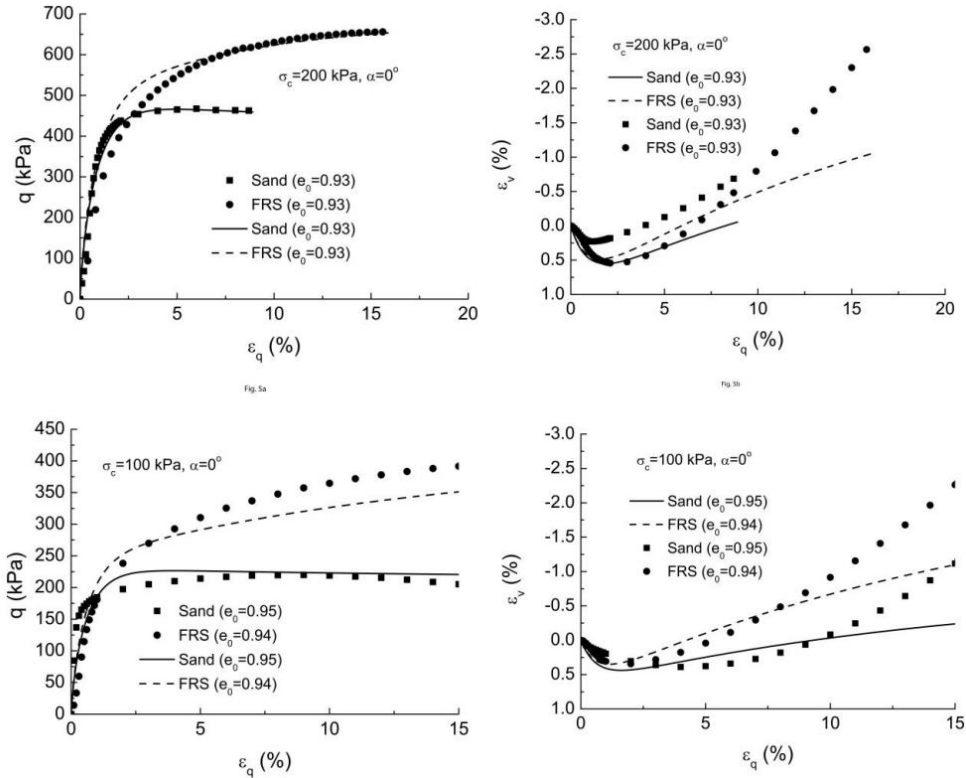 700
600
500
400
300
200
100
0
q (kPa)
σc=200 kPa, α=0°
Sand (e0=0.93)
FRS (e0=0.93)
Sand (e0=0.93)
FRS (e0=0.93)
0 5 10 15 20
εq (%)
Fig. 5a
-3.0
-2.5
-2.0
-1.5
-1.0
-0.5
0.0
0.5
1.0
εv (%)
σc=200 kPa, α=0°
Sand (e0=0.93)
FRS (e0=0.93)
Sand (e0=0.93)
FRS (e0=0.93)
0 5 10 15 20
εq (%)
Fig. 5b
450
400
350
300
250
200
150
100
50
0
q (kPa)
σc=100 kPa, α=0°
Sand (e0=0.95)
FRS (e0=0.94)
Sand (e0=0.95)
FRS (e0=0.94)
0 5 10 15
εq (%)
-3.0
-2.5
-2.0
-1.5
-1.0
-0.5
0.0
0.5
1.0
εv (%)
σc=100 kPa, α=0°
Sand (e0=0.95)
FRS (e0=0.94)
Sand (e0=0.95)
FRS (e0=0.94)
0 5 10 15
εq (%)